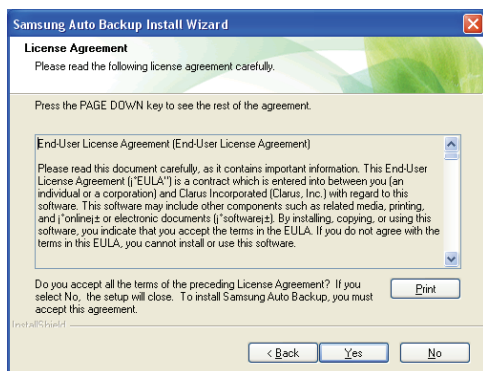 Samsung Auto Backup Install Wizard
License Agreement
Please read the following license agreement carefully.
Press the PAGE DOWN key to see the rest of the agreement.
End-User License Agreement (End-User License Agreement)
Please read this document carefully, as it contains important information. This End-User
License Agreement (¡°EULA'') is a contract which is entered into between you (an
individual or a corporation) and Clarus Incorporated (Clarus, Inc.) with regard to this
software. This software may include other components such as related media, printing,
and ¡°online¡± or electronic documents (¡°software¡±). By installing, copying, or using this
software, you indicate that you accept the terms in the EULA. If you do not agree with the
terms in this EULA, you cannot install or use this software.
Do you accept all the terms of the preceding License Agreement? If you
select No, the setup will close. To install Samsung Auto Backup, you must
accept this agreement.
Print
InstallShield
< Back
Yes
No